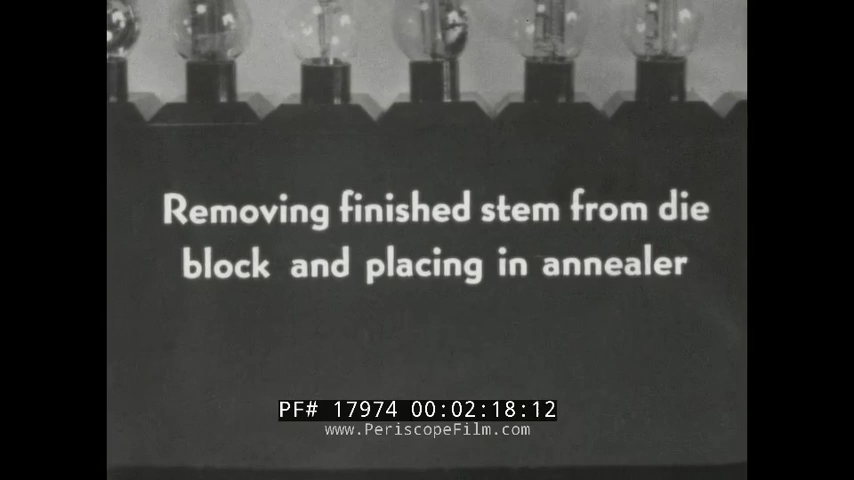 Removing finished stem from die
block and placing in annealer
PF# 17974 00:02:18:12
www.PeriscopeFilm.com